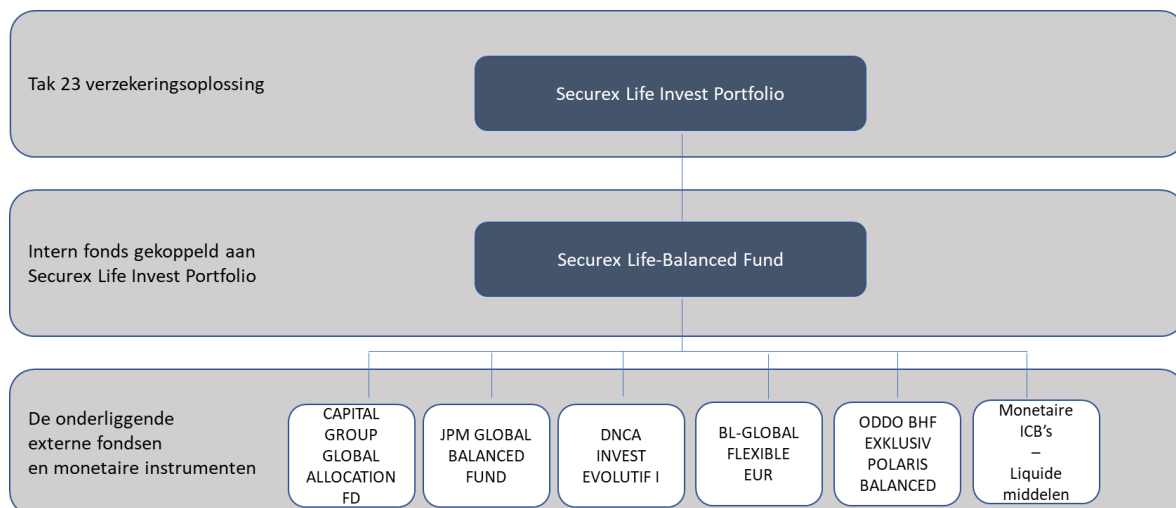 Tak 23 verzekeringsoplossing
Securex Life Invest Portfolio
Intern fonds gekoppeld aan
Securex Life Invest Portfolio
Securex Life-Balanced Fund
De onderliggende
externe fondsen
en monetaire instrumenten
CAPITAL
GROUP
GLOBAL
ALLOCATION
FD
JPM GLOBAL
BALANCED
FUND
DNCA
INVEST
EVOLUTIF I
BL-GLOBAL
FLEXIBLE
EUR
ODDO BHF
EXKLUSIV
POLARIS
BALANCED
Monetaire
ICB’s
–
Liquide
middelen